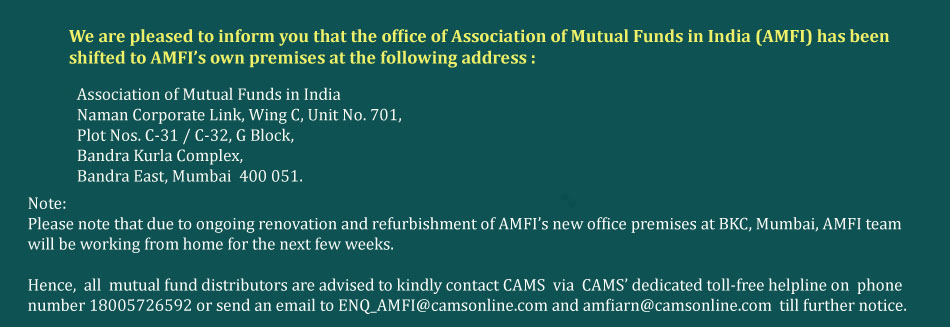 We are pleased to inform you that the office of Association of Mutual Funds in India (AMFI) has been
shifted to AMFI's own premises at the following address :
Association of Mutual Funds in India
Naman Corporate Link, Wing C, Unit No. 701,
Plot Nos. C-31 / C-32, G Block,
Bandra Kurla Complex,
Bandra East, Mumbai  400 051.
Note:
Please note that due to ongoing renovation and refurbishment of AMFI's new office premises at BKC, Mumbai, AMFI team
will be working from home for the next few weeks.
Hence,  all  mutual fund distributors are advised to kindly contact CAMS  via  CAMS' dedicated toll-free helpline on  phone
number 18005726592 or send an email to ENQ_AMFI@camsonline.com and amfiarn@camsonline.com  till further notice.